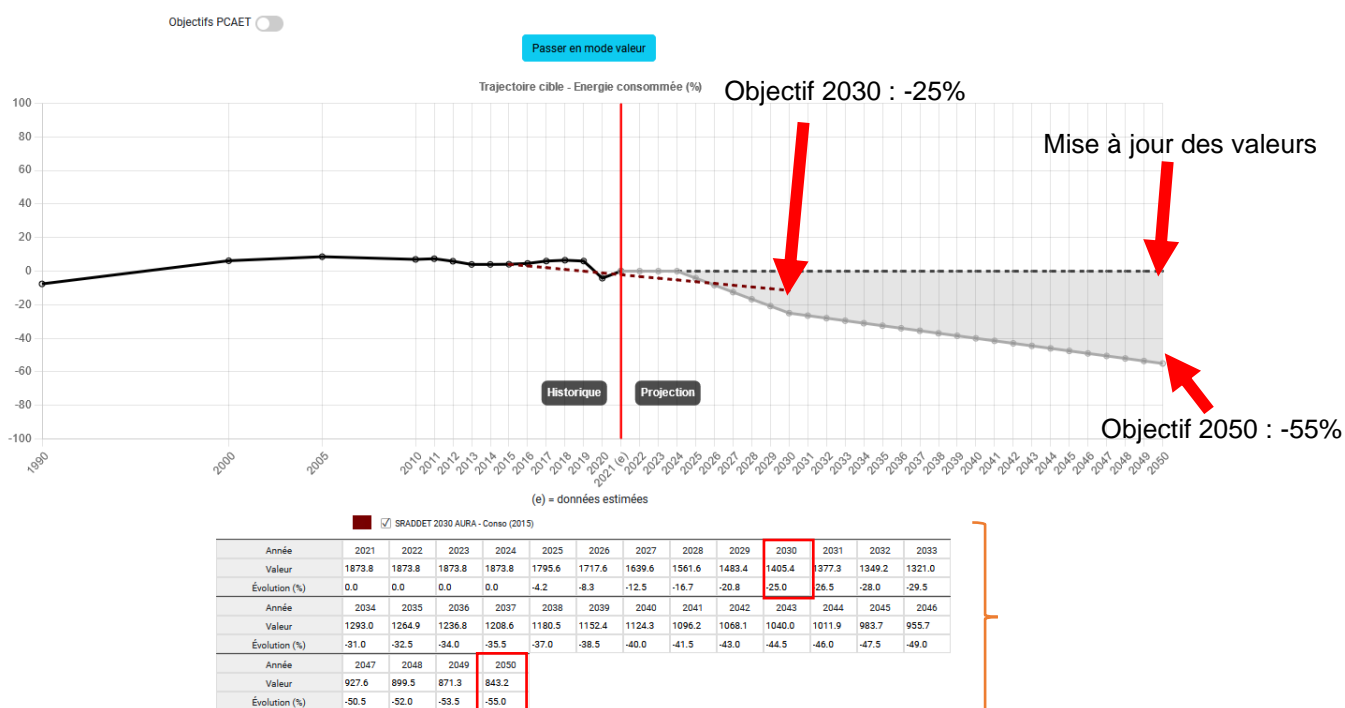 Objectifs PCAET
Passer en mode valeur
Trajectoire cible - Energie consommée (%)
Objectif 2030 : -25%
Mise à jour des valeurs
100
80
60
40
20
0
-20
-40
-60
-80
-100
Historique
Projection
Objectif 2050 : -55%
1990 2000 2005 2010 2011 2012 2013 2014 2015 2016 2017 2018 2019 2020 2021 (e) 2022 2023 2024 2025 2026 2027 2028 2029 2030 2031 2032 2033 2034 2035 2036 2037 2038 2039 2040 2041 2042 2043 2044 2045 2046 2047 2048 2049 2050
(e) = données estimées
SRADDET 2030 AURA - Conso (2015)
Année 2021 2022 2023 2024 2025 2026 2027 2028 2029 2030 2031 2032 2033
Valeur 1873.8 1873.8 1873.8 1873.8 1795.6 1717.6 1639.6 1561.6 1483.4 1405.4 1377.3 1349.2 1321.0
Évolution (%) 0.0 0.0 0.0 0.0 -4.2 -8.3 -12.5 -16.7 -20.8 -25.0 -26.5 -28.0 -29.5
Année 2034 2035 2036 2037 2038 2039 2040 2041 2042 2043 2044 2045 2046
Valeur 1293.0 1264.9 1236.8 1208.6 1180.5 1152.4 1124.3 1096.2 1068.1 1040.0 1011.9 983.7 955.7
Évolution (%) -31.0 -32.5 -34.0 -35.5 -37.0 -38.5 -40.0 -41.5 -43.0 -44.5 -46.0 -47.5 -49.0
Année 2047 2048 2049 2050
Valeur 927.6 899.5 871.3 843.2
Évolution (%) -50.5 -52.0 -53.5 -55.0